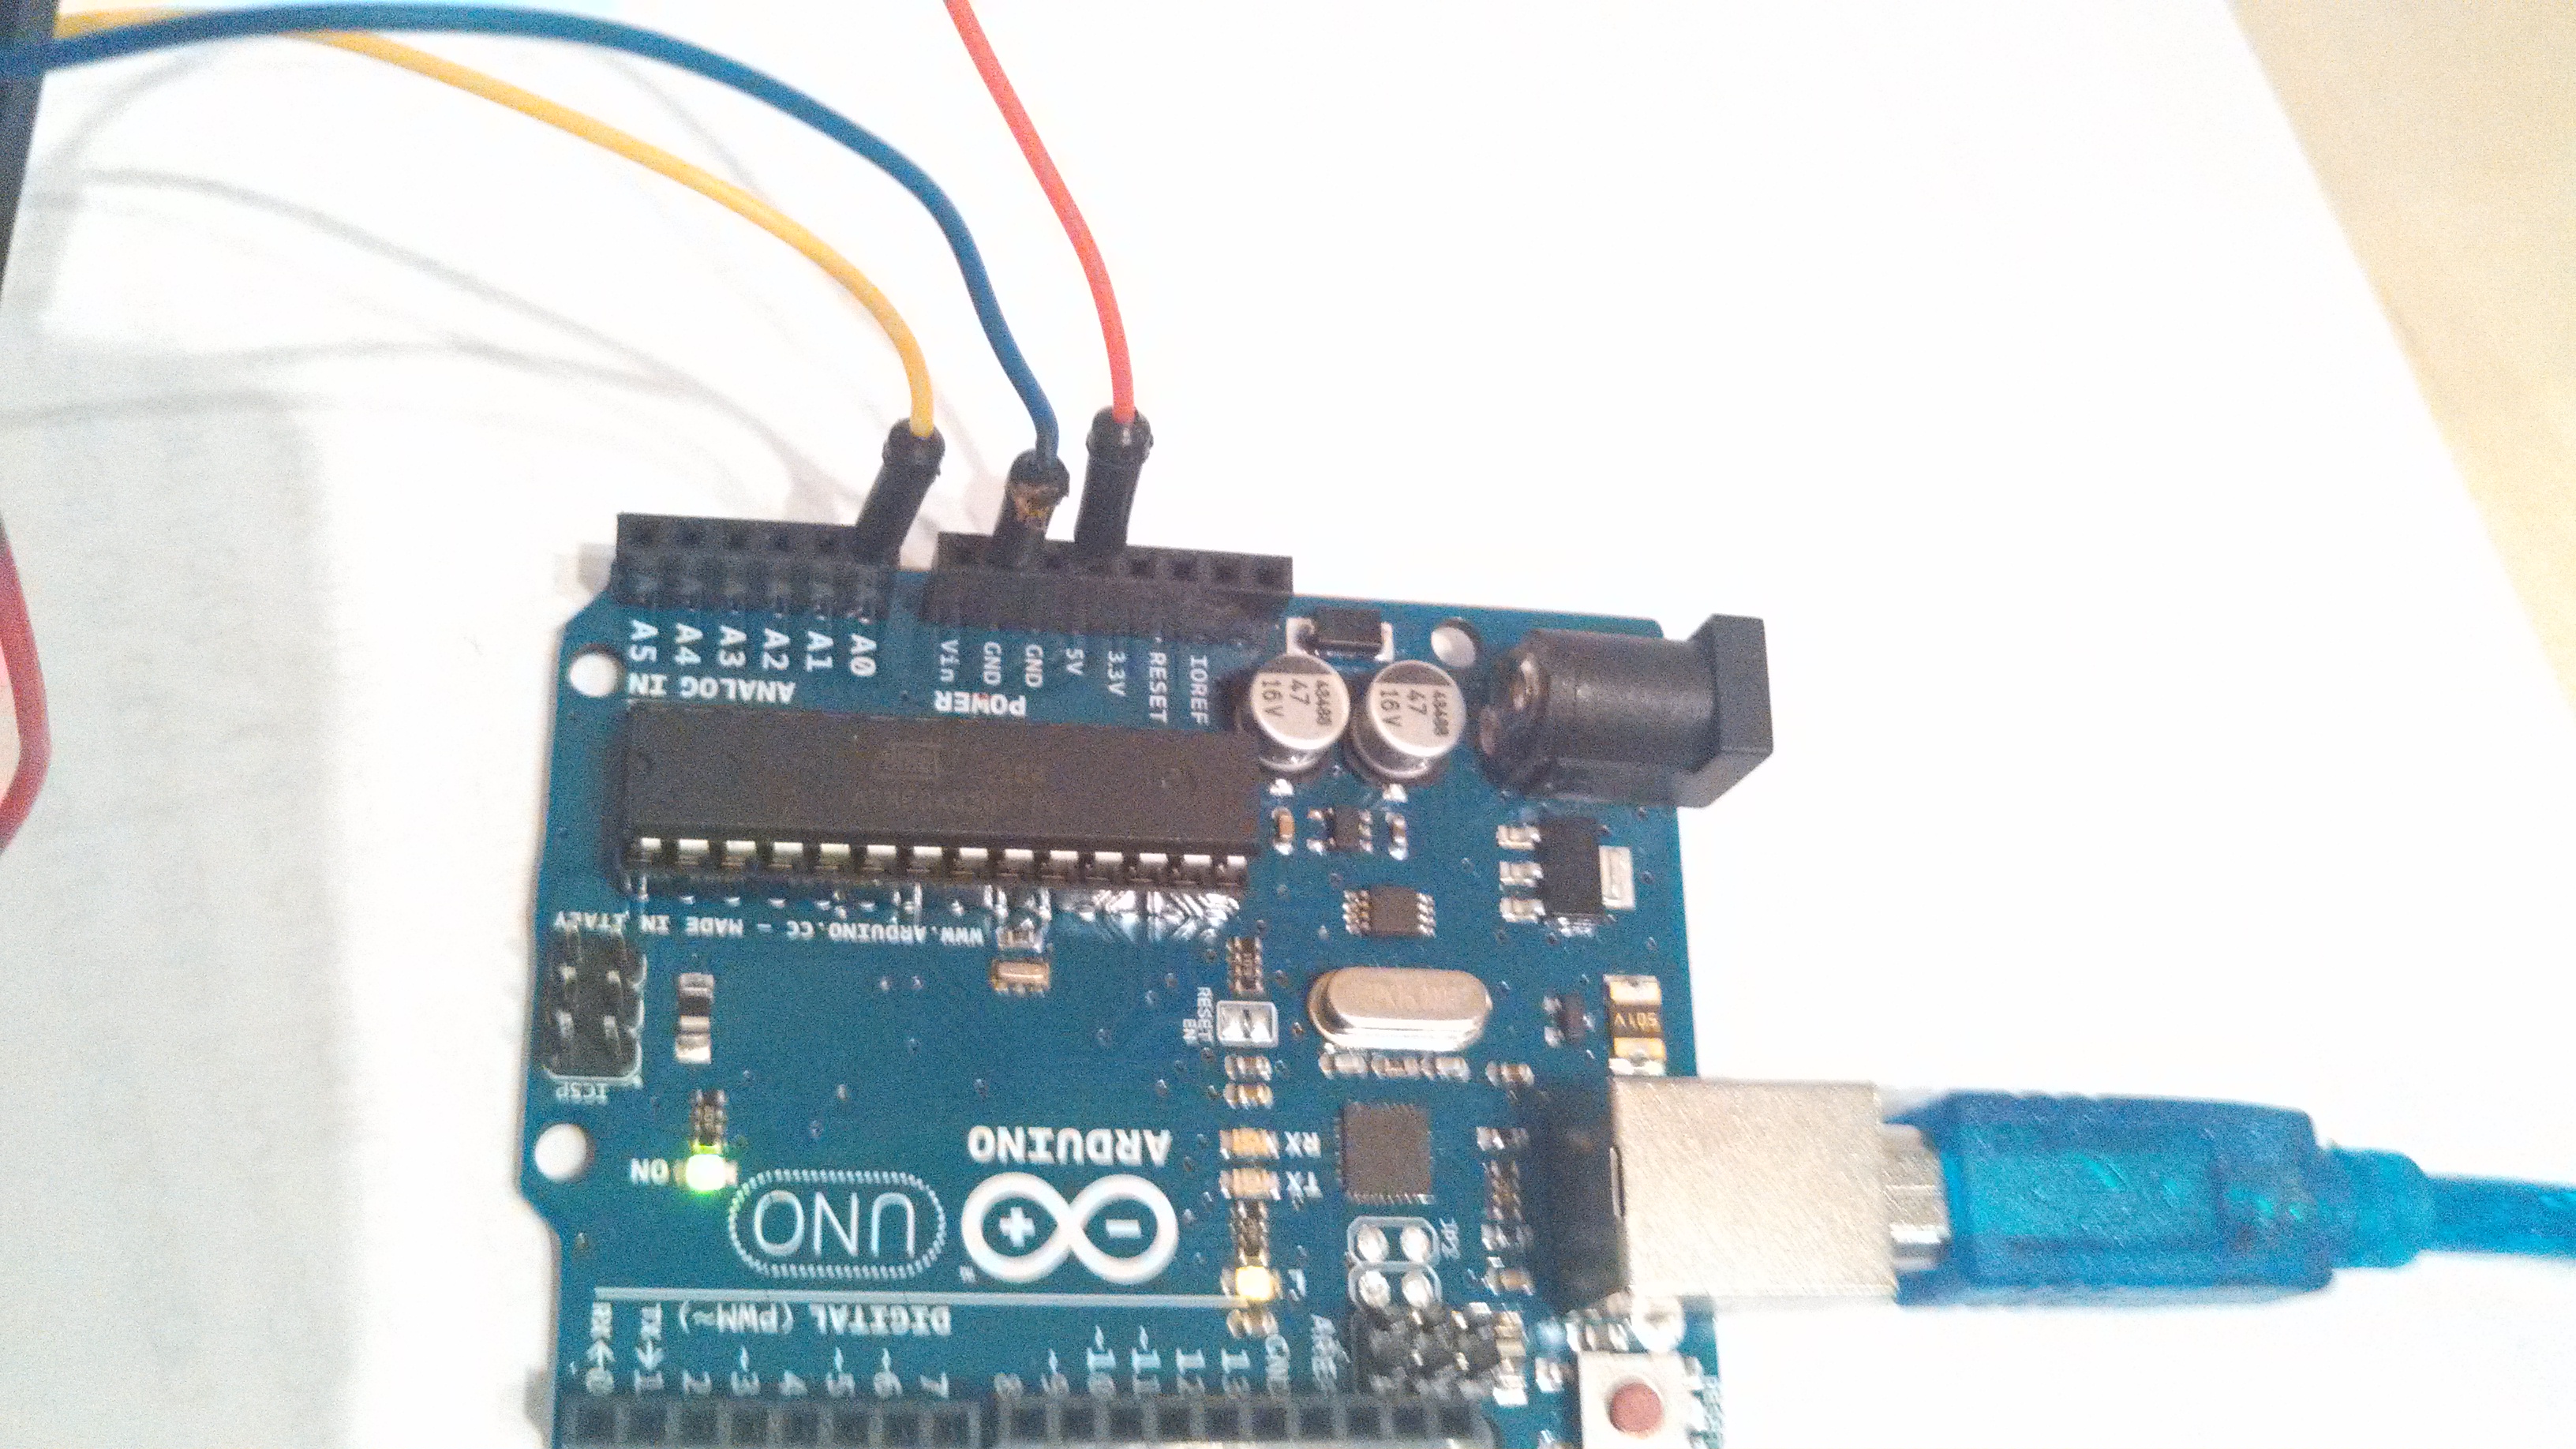 A5
A4
A3
A2
A1
A0
ANALOG IN
Vin
GND
GND
5V
3.3V
RESET
IOREF
POWER
47
16V
47
16V
WWW.ARDUINO.CC - MADE IN ITALY
RESET
EN
501V
ICSP
ON
ARDUINO
UNO
RX
TX
L
DIGITAL (PWM~)
RX←0
TX→1
2
~3
4
~5
~6
7
8
~9
~10
~11
12
13
GND
AREF